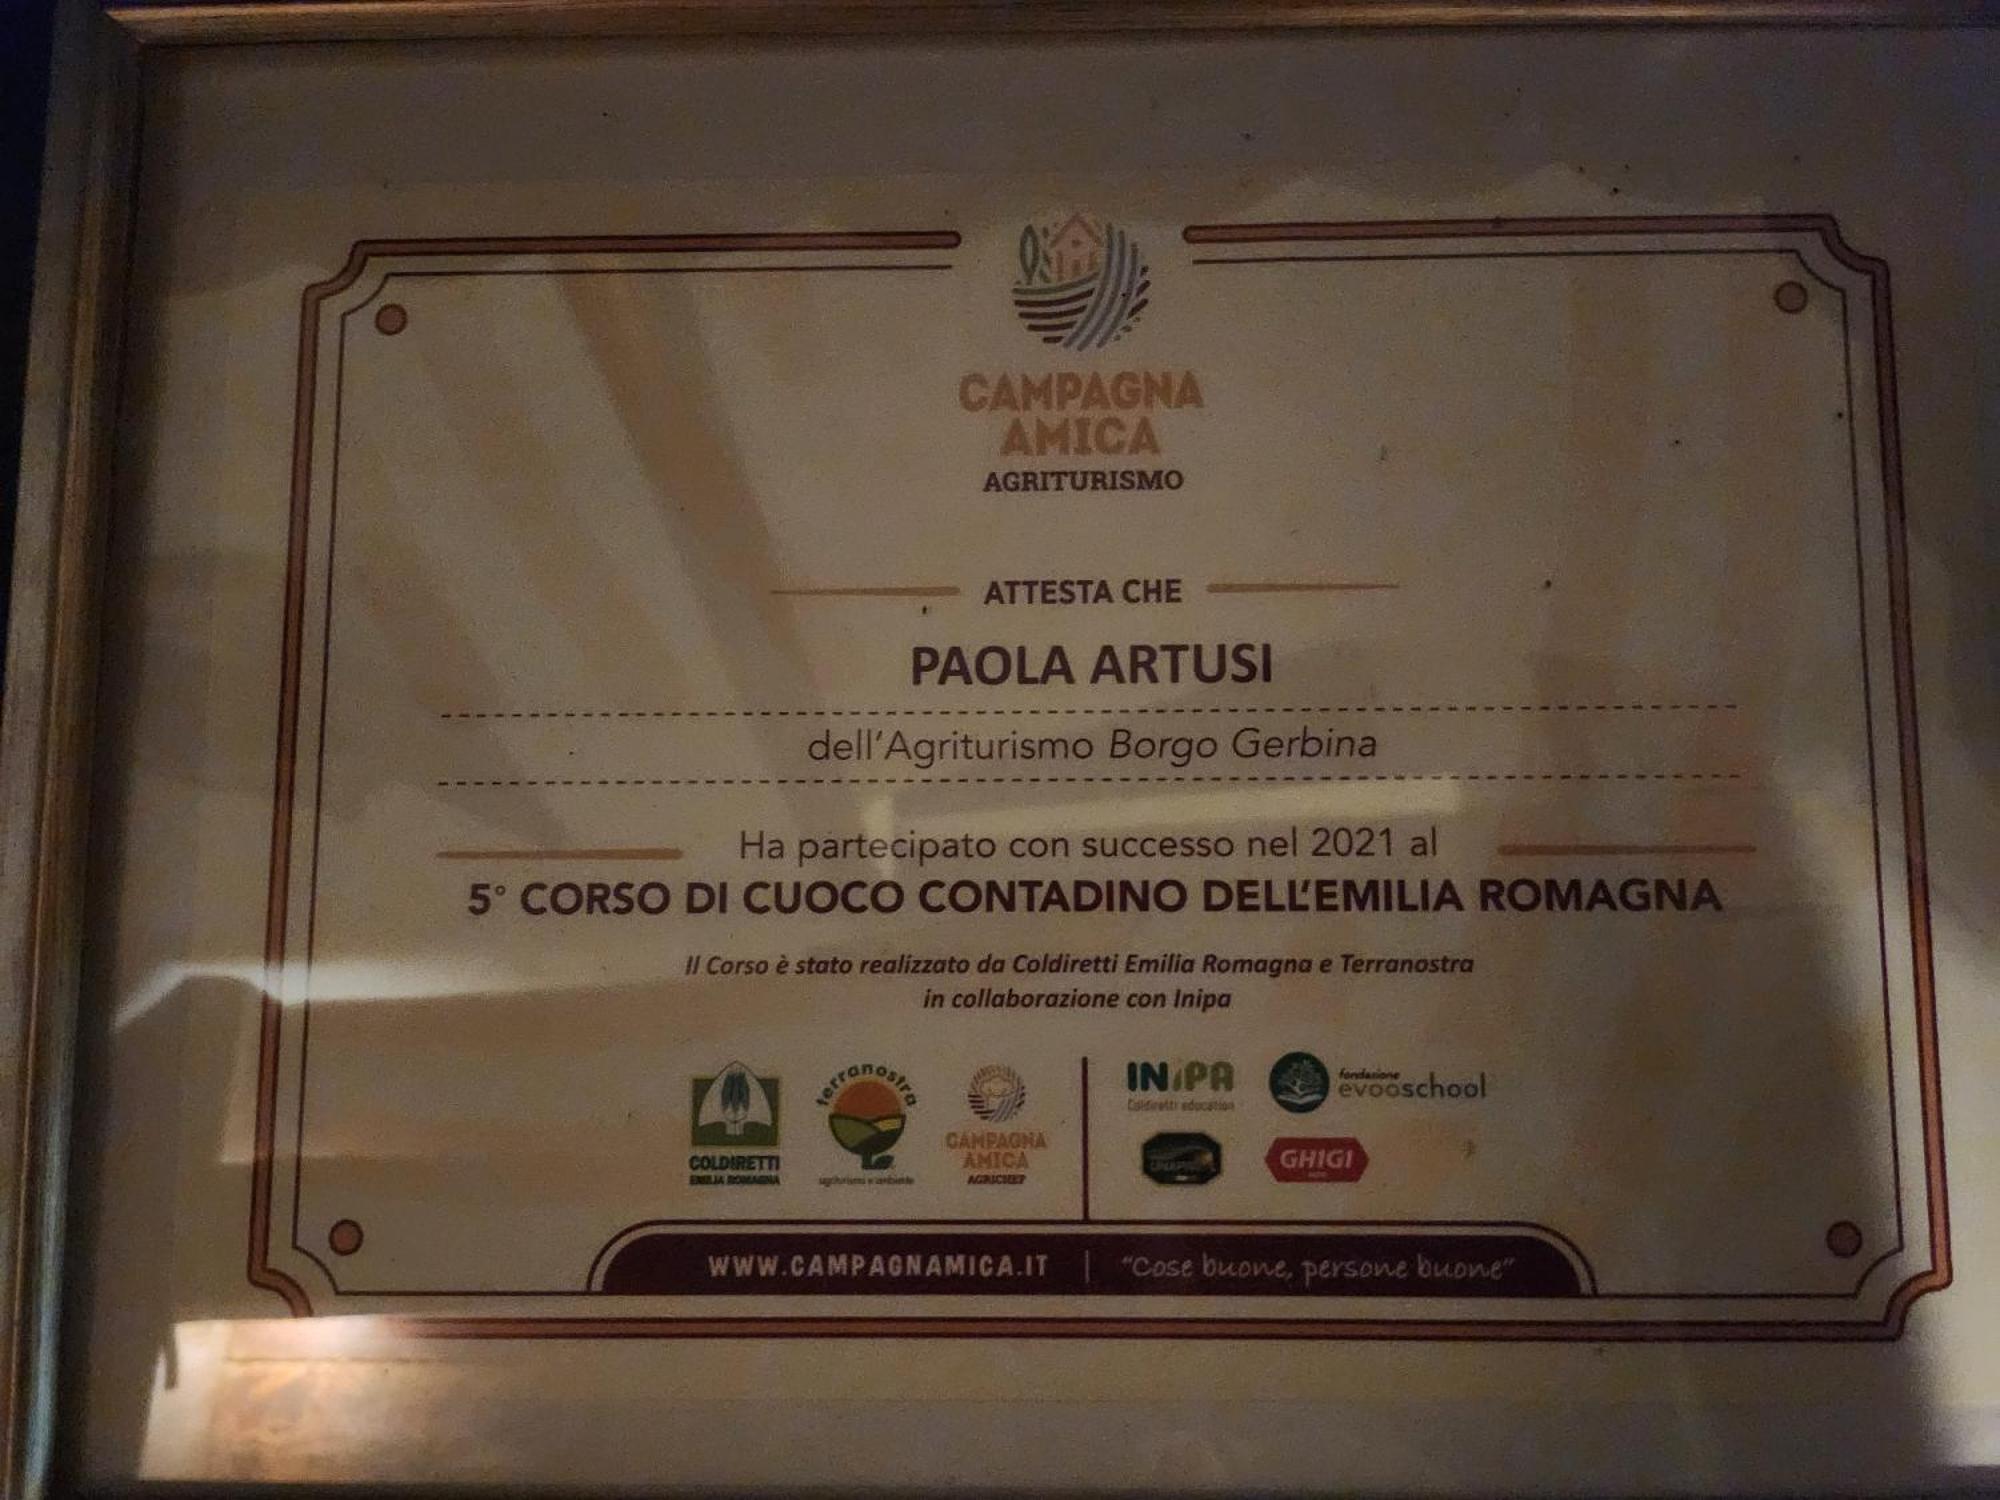 CAMPAGNA
AMICA
AGRITURISMO
ATTESTA CHE
PAOLA ARTUSI
dell'Agriturismo Borgo Gerbina
Ha partecipato con successo nel 2021 al
5° CORSO DI CUOCO CONTADINO DELL'EMILIA ROMAGNA
Il Corso è stato realizzato da Coldiretti Emilia Romagna e Terranostra
in collaborazione con Inipa
COLDIRETTI
EMILIA ROMAGNA
terranostra
agriturismo e ambiente
CAMPAGNA
AMICA
AGRICHEF
INIPA
Coldiretti education
fondazione
evooschool
GHIGI
WWW.CAMPAGNAMICA.IT | "Cose buone, persone buone"